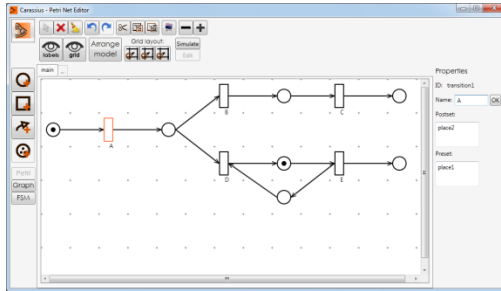 Carassius - Petri Net Editor
labels
grid
Arrange
model
Grid layout:
Simulate
Edit
main
...
Properties
ID: transition1
Name: A
OK
Postset:
place2
Preset:
place1
Petri
Graph
FSM
A
B
C
D
E